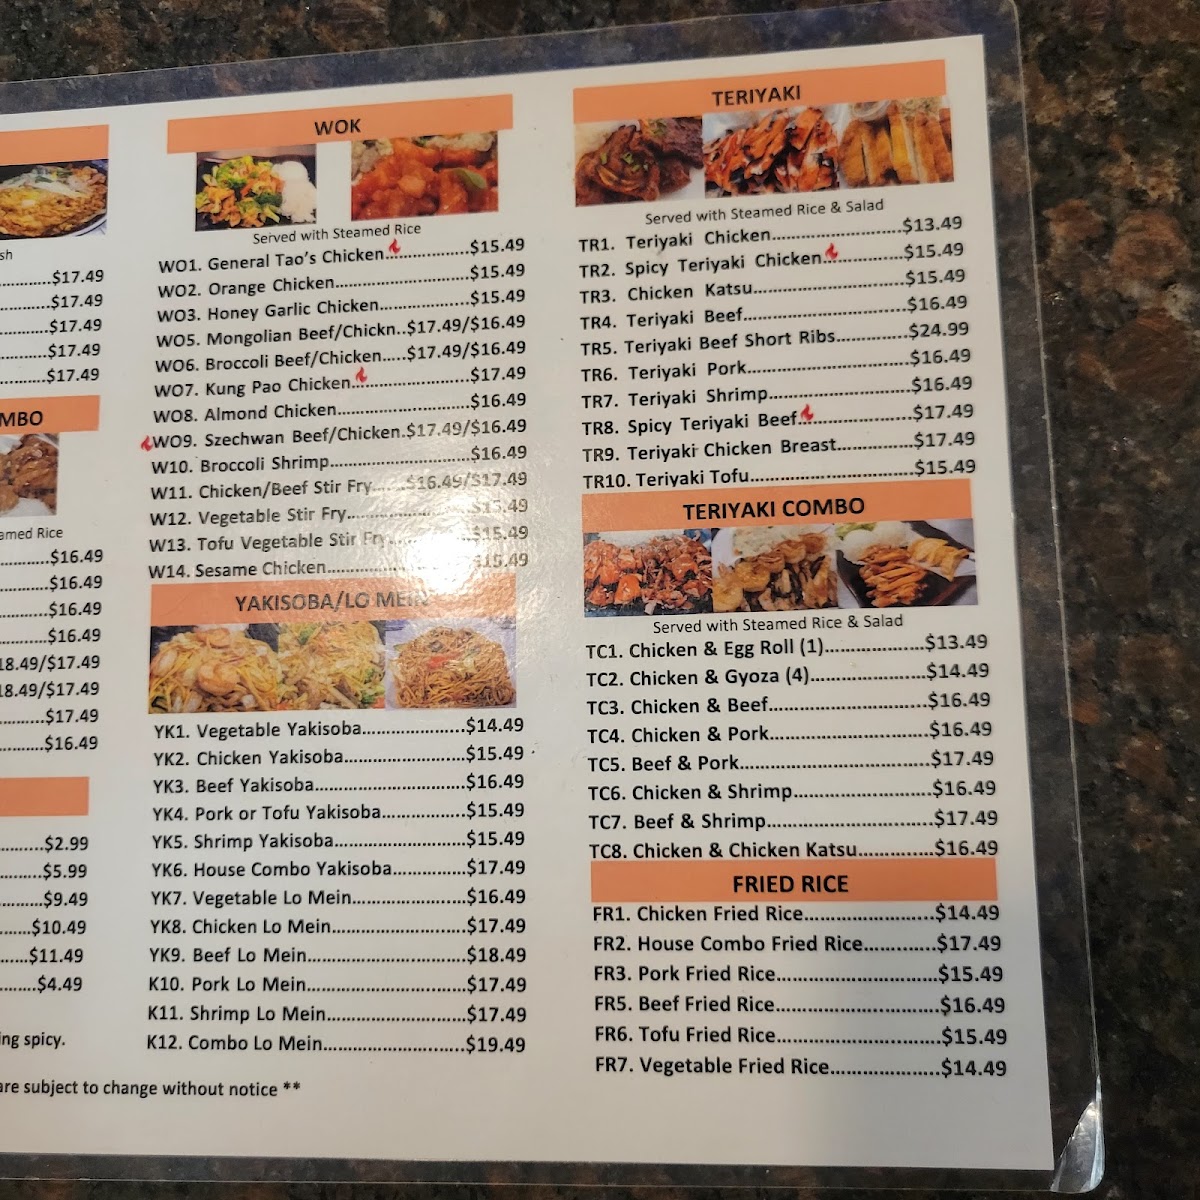 sh
$17.49
$17.49
$17.49
$17.49
$17.49
MBO
amed Rice
$16.49
$16.49
$16.49
$16.49
18.49/$17.49
18.49/$17.49
$17.49
$16.49
$2.99
$5.99
$9.49
$10.49
$11.49
$4.49
ing spicy.
are subject to change without notice **
WOK
Served with Steamed Rice
WO1. General Tao's Chicken $15.49
WO2. Orange Chicken $15.49
WO3. Honey Garlic Chicken $15.49
WO5. Mongolian Beef/Chickn..$17.49/$16.49
WO6. Broccoli Beef/Chicken.....$17.49/$16.49
WO7. Kung Pao Chicken $17.49
WO8. Almond Chicken $16.49
WO9. Szechwan Beef/Chicken.$17.49/$16.49
W10. Broccoli Shrimp $16.49
W11. Chicken/Beef Stir Fry $16.49/$17.49
W12. Vegetable Stir Fry $15.49
W13. Tofu Vegetable Stir Fry $15.49
W14. Sesame Chicken $15.49
YAKISOBA/LO MEIN
YK1. Vegetable Yakisoba $14.49
YK2. Chicken Yakisoba $15.49
YK3. Beef Yakisoba $16.49
YK4. Pork or Tofu Yakisoba $15.49
YK5. Shrimp Yakisoba $15.49
YK6. House Combo Yakisoba $17.49
YK7. Vegetable Lo Mein $16.49
YK8. Chicken Lo Mein $17.49
YK9. Beef Lo Mein $18.49
K10. Pork Lo Mein $17.49
K11. Shrimp Lo Mein $17.49
K12. Combo Lo Mein $19.49
TERIYAKI
Served with Steamed Rice & Salad
TR1. Teriyaki Chicken $13.49
TR2. Spicy Teriyaki Chicken $15.49
TR3. Chicken Katsu $15.49
TR4. Teriyaki Beef $16.49
TR5. Teriyaki Beef Short Ribs $24.99
TR6. Teriyaki Pork $16.49
TR7. Teriyaki Shrimp $16.49
TR8. Spicy Teriyaki Beef $17.49
TR9. Teriyaki Chicken Breast $17.49
TR10. Teriyaki Tofu $15.49
TERIYAKI COMBO
Served with Steamed Rice & Salad
TC1. Chicken & Egg Roll (1) $13.49
TC2. Chicken & Gyoza (4) $14.49
TC3. Chicken & Beef $16.49
TC4. Chicken & Pork $16.49
TC5. Beef & Pork $17.49
TC6. Chicken & Shrimp $16.49
TC7. Beef & Shrimp $17.49
TC8. Chicken & Chicken Katsu $16.49
FRIED RICE
FR1. Chicken Fried Rice $14.49
FR2. House Combo Fried Rice $17.49
FR3. Pork Fried Rice $15.49
FR5. Beef Fried Rice $16.49
FR6. Tofu Fried Rice $15.49
FR7. Vegetable Fried Rice $14.49